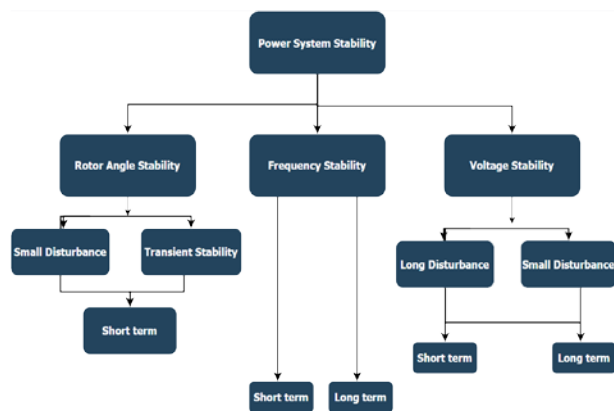 Power System Stability
Rotor Angle Stability
Frequency Stability
Voltage Stability
Small Disturbance
Transient Stability
Long Disturbance
Small Disturbance
Short term
Short term
Long term
Short term
Long term